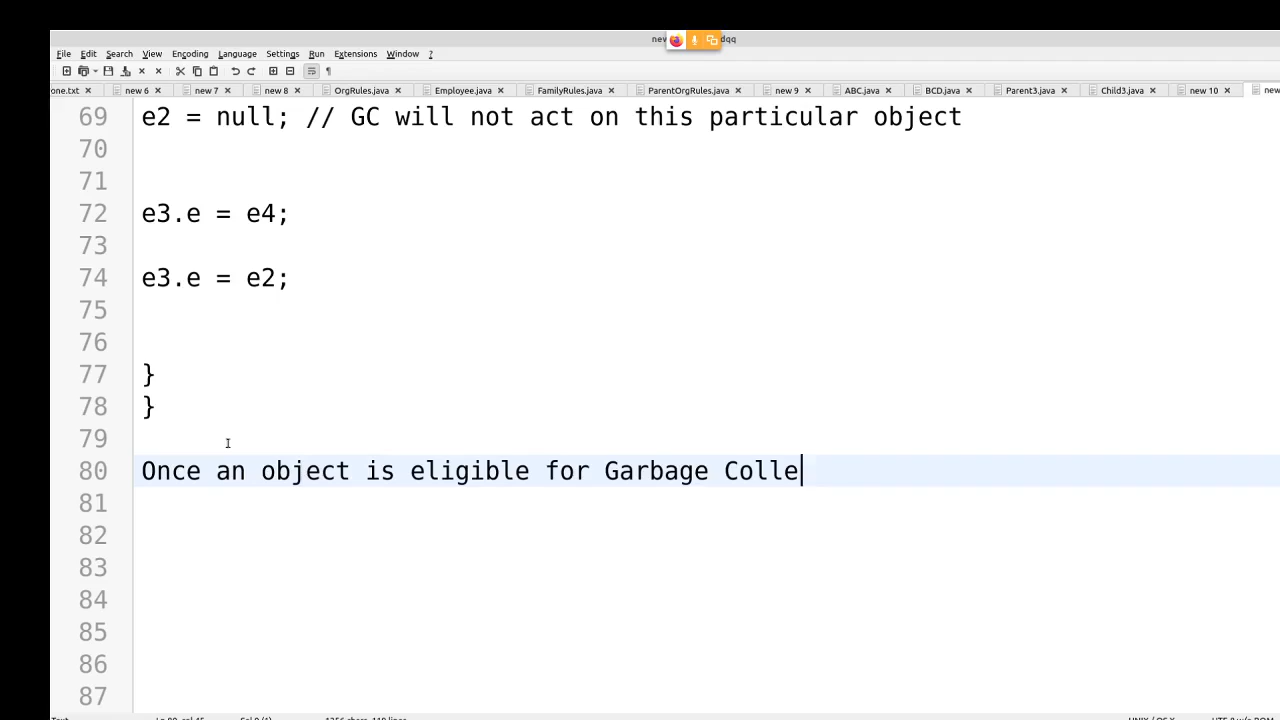 new dqq
File Edit Search View Encoding Language Settings Run Extensions Window ?
one.txt new 6 new 7 new 8 OrgRules.java Employee.java FamilyRules.java ParentOrgRules.java new 9 ABC.java BCD.java Parent3.java Child3.java new 10 new
69 e2 = null; // GC will not act on this particular object
70
71
72 e3.e = e4;
73
74 e3.e = e2;
75
76
77 }
78 }
79
80 Once an object is eligible for Garbage Colle
81
82
83
84
85
86
87